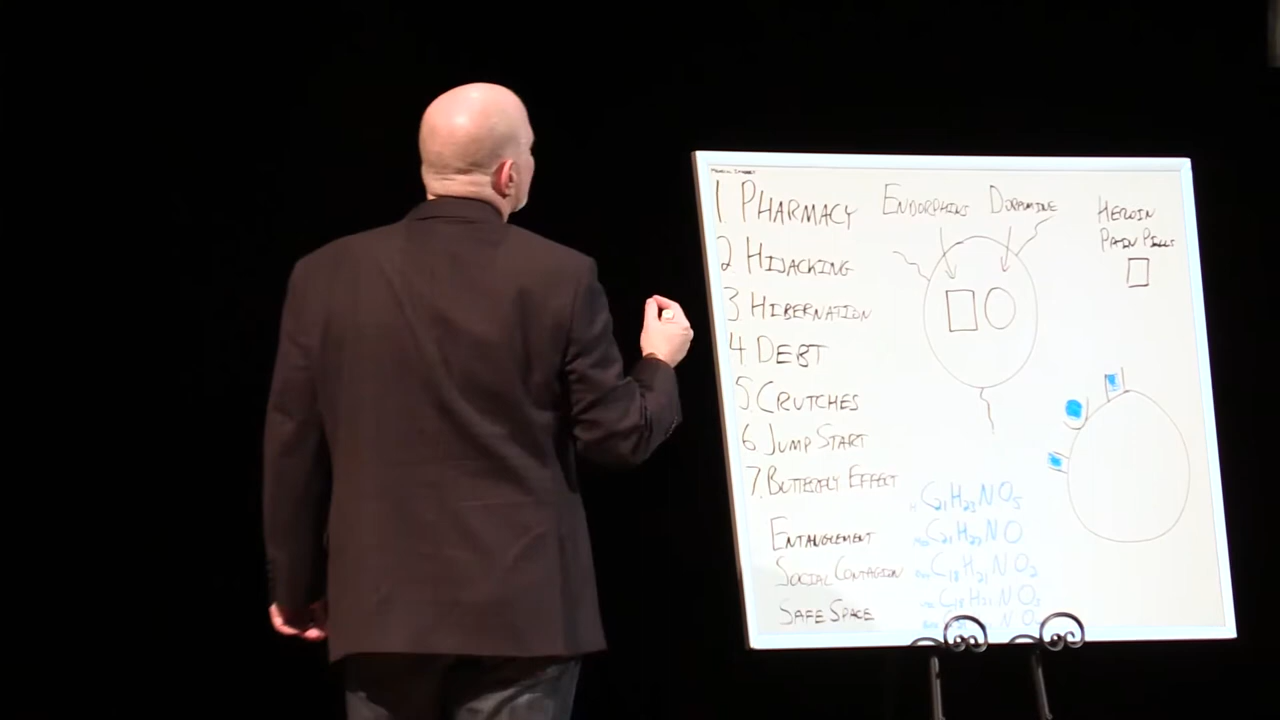 1. PHARMACY
2 HIJACKING
3 HIBERNATION
4 DEBT
5. CRUTCHES
6 JUMP START
7. BUTTERFLY EFFECT
ENTANGLEMENT
SOCIAL CONTAGION
SAFE SPACE
ENDORPHINS DOPAMINE
HEROIN
PAIN PILLS
H C21H23NO5
C21H27NO
C18H21NO2
C18H21NO3